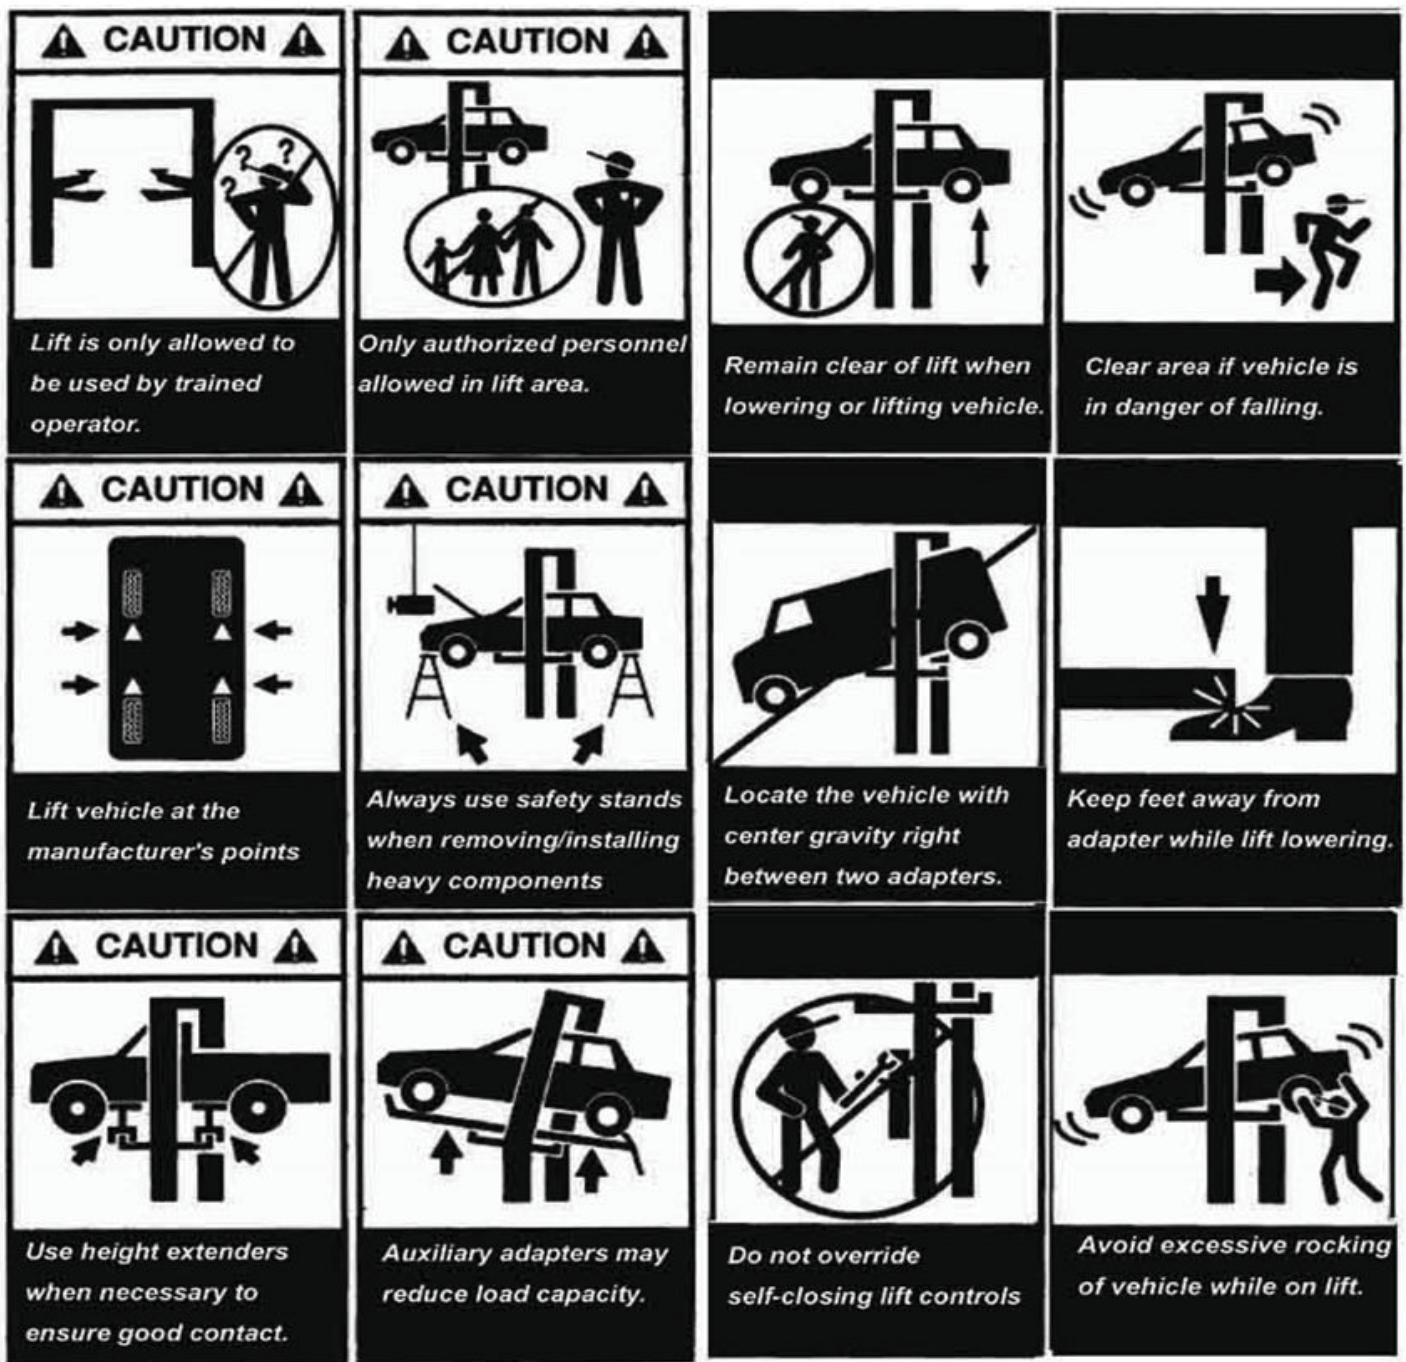 CAUTION
Lift is only allowed to
be used by trained
operator.
CAUTION
Only authorized personnel
allowed in lift area.
Remain clear of lift when
lowering or lifting vehicle.
Clear area if vehicle is
in danger of falling.
CAUTION
Lift vehicle at the
manufacturer's points
CAUTION
Always use safety stands
when removing/installing
heavy components
Locate the vehicle with
center gravity right
between two adapters.
Keep feet away from
adapter while lift lowering.
CAUTION
Use height extenders
when necessary to
ensure good contact.
CAUTION
Auxiliary adapters may
reduce load capacity.
Do not override
self-closing lift controls
Avoid excessive rocking
of vehicle while on lift.